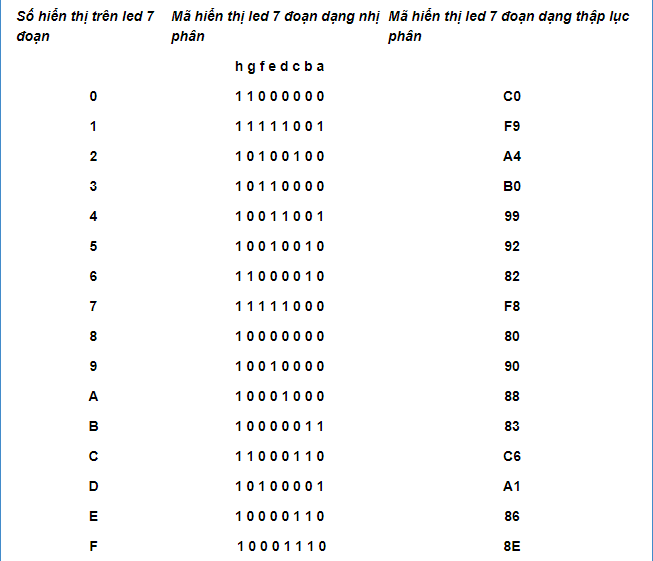 Số hiển thị trên led 7 Mã hiển thị led 7 đoạn dạng nhị Mã hiển thị led 7 đoạn dạng thập lục
đoạn phân phân
h g f e d c b a
0 1 1 0 0 0 0 0 0 C0
1 1 1 1 1 1 0 0 1 F9
2 1 0 1 0 0 1 0 0 A4
3 1 0 1 1 0 0 0 0 B0
4 1 0 0 1 1 0 0 1 99
5 1 0 0 1 0 0 1 0 92
6 1 1 0 0 0 0 1 0 82
7 1 1 1 1 1 0 0 0 F8
8 1 0 0 0 0 0 0 0 80
9 1 0 0 1 0 0 0 0 90
A 1 0 0 0 1 0 0 0 88
B 1 0 0 0 0 0 1 1 83
C 1 1 0 0 0 1 1 0 C6
D 1 0 1 0 0 0 0 1 A1
E 1 0 0 0 0 1 1 0 86
F 1 0 0 0 1 1 1 0 8E